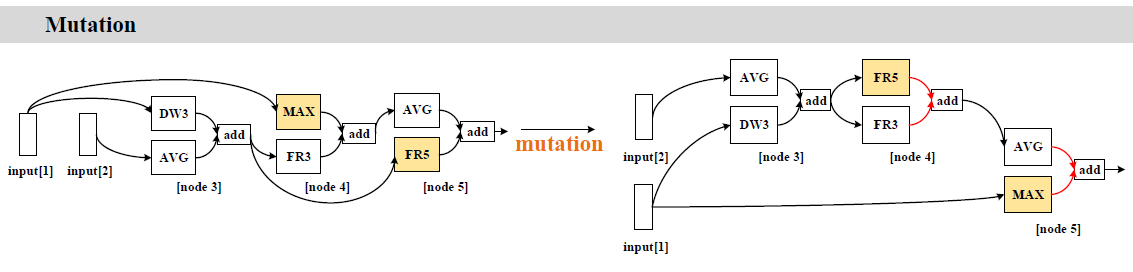 Mutation
DW3
AVG
add
[node 3]
MAX
FR3
add
[node 4]
AVG
FR5
add
[node 5]
input[1]
input[2]
mutation
AVG
DW3
add
[node 3]
FR5
FR3
add
[node 4]
AVG
MAX
add
[node 5]
input[2]
input[1]